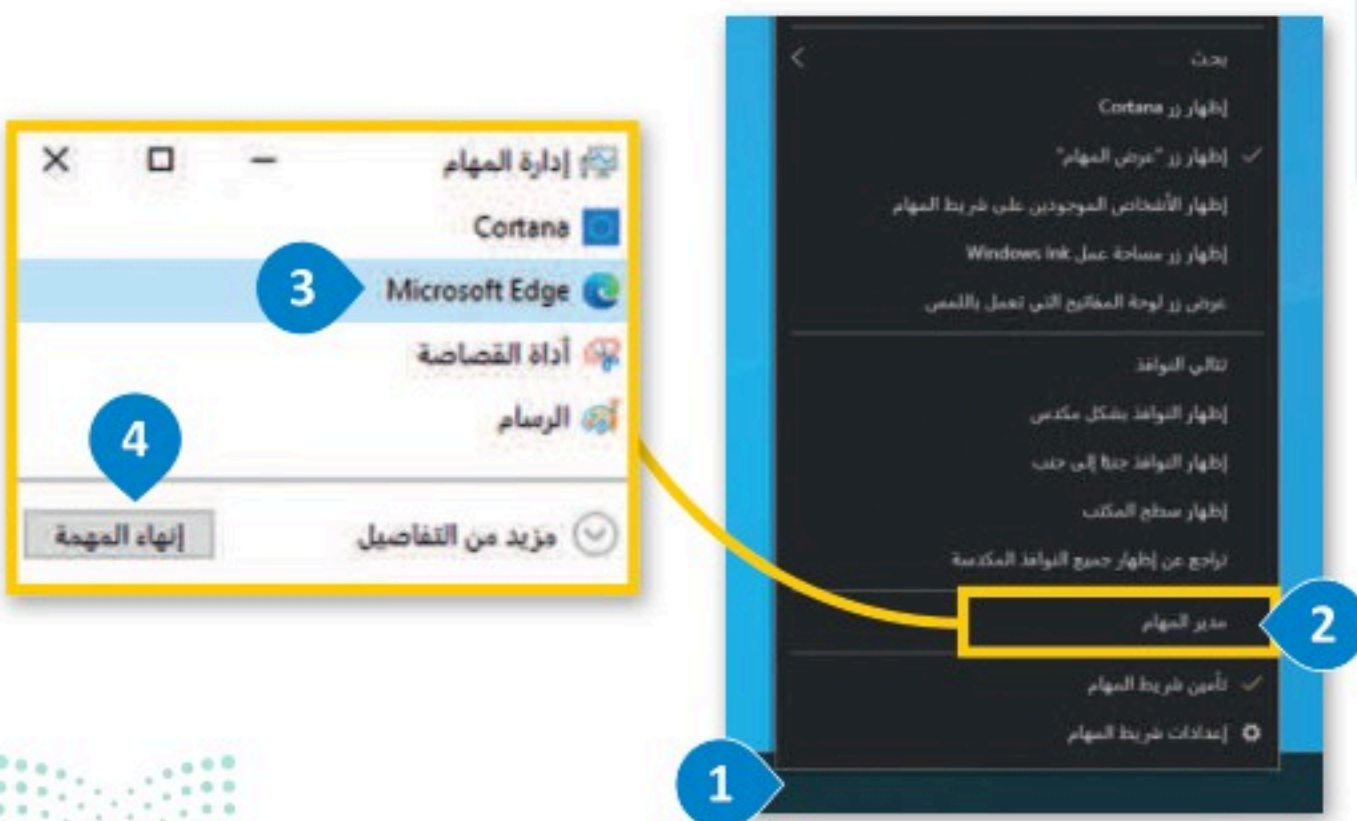 بحث
إظهار زر Cortana
إظهار زر "عرض المهام"
إظهار الأشخاص الموجودين على شريط المهام
إظهار زر مساحة عمل Windows Ink
عرض زر لوحة المفاتيح التي تعمل باللمس
تتالي النوافذ
إظهار النوافذ بشكل مكدس
إظهار النوافذ جنبًا إلى جنب
إظهار سطح المكتب
تراجع عن إظهار جميع النوافذ المكدسة
مدير المهام
2
تأمين شريط المهام
إعدادات شريط المهام
1
إدارة المهام
Cortana
Microsoft Edge
3
أداة القصاصة
الرسام
4
مزيد من التفاصيل
إنهاء المهمة